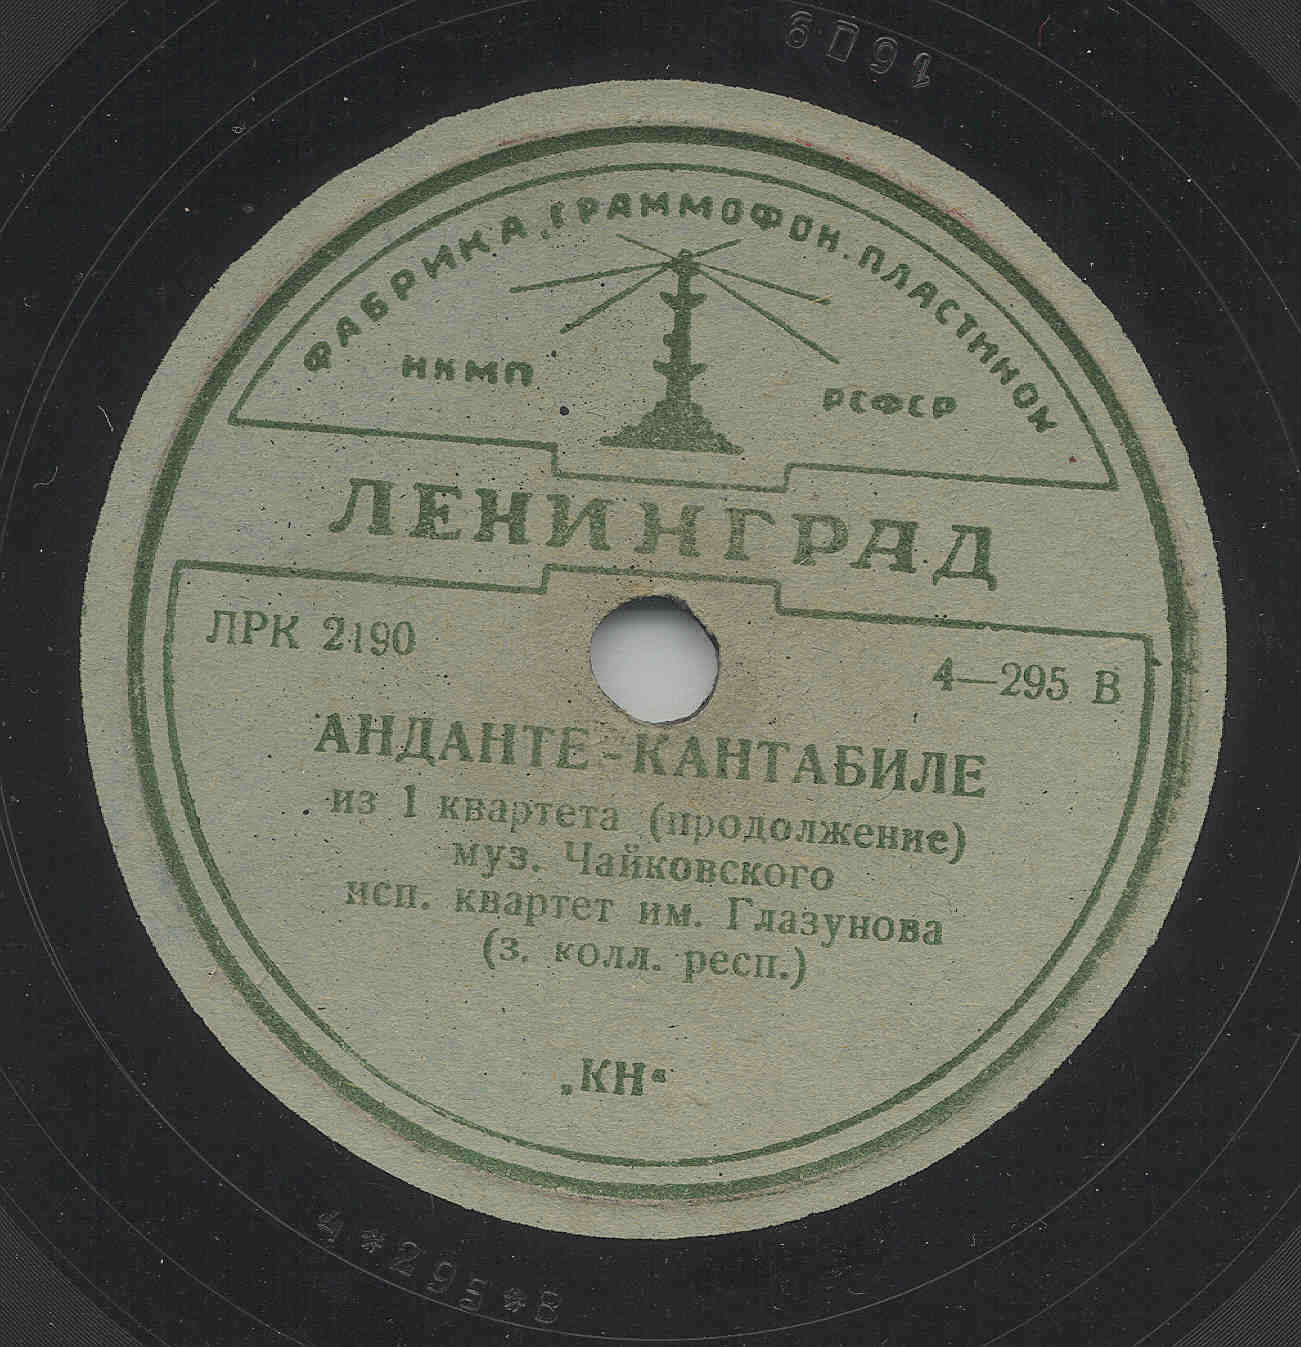 6П91
ФАБРИКА ГРАММОФОН. ПЛАСТИНОК
НКМП РСФСР
ЛЕНИНГРАД
ЛРК 2190
4—295 В
АНДАНТЕ-КАНТАБИЛЕ
из 1 квартета (продолжение)
муз. Чайковского
исп. квартет им. Глазунова
(з. колл. респ.)
„КН“
4*295*В